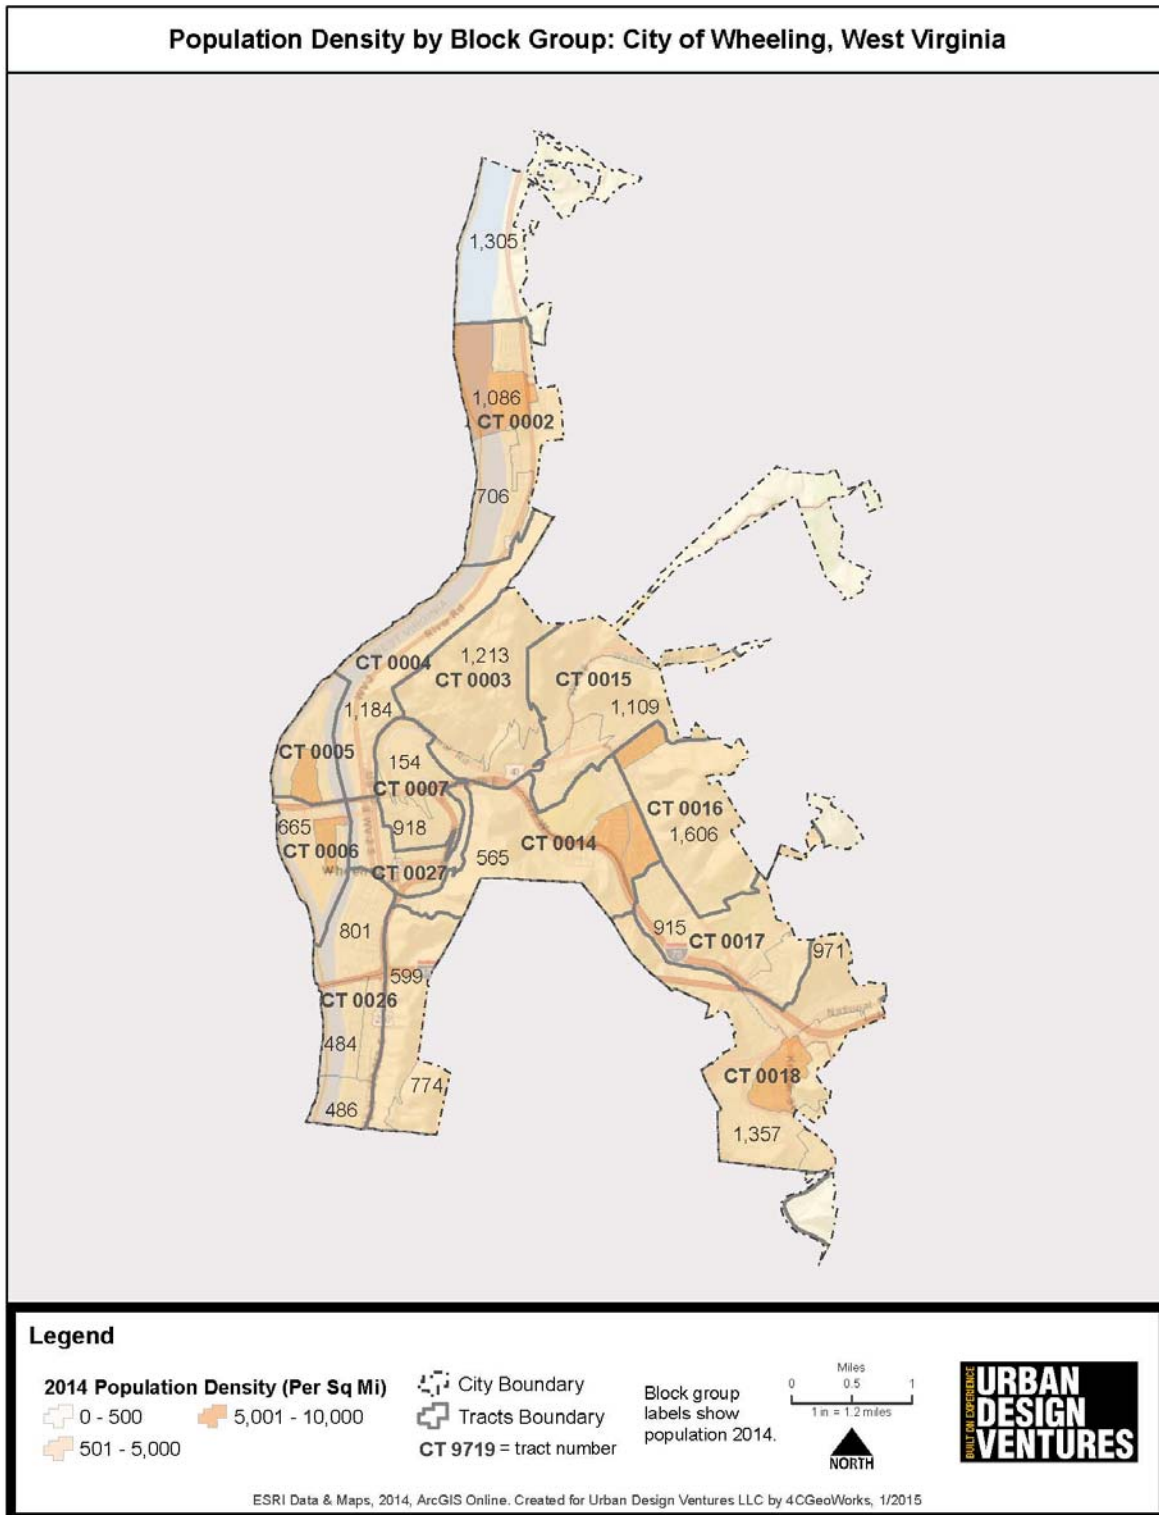 Population Density by Block Group: City of Wheeling, West Virginia
1,305
1,086
CT 0002
706
River Rd
CT 0004
1,213
CT 0003
CT 0015
1,184
1,109
CT 0005
154
CT 0007
CT 0016
665
918
1,606
CT 0006
565
CT 0014
CT 0027
801
915
CT 0017
971
599
CT 0026
National
484
CT 0018
774
486
1,357
Legend
2014 Population Density (Per Sq Mi)
0 - 500
5,001 - 10,000
501 - 5,000
City Boundary
Tracts Boundary
CT 9719 = tract number
Block group
labels show
population 2014.
Miles
0 0.5 1
1 in = 1.2 miles
NORTH
BUILT ON EXPERIENCE
URBAN
DESIGN
VENTURES
ESRI Data & Maps, 2014, ArcGIS Online. Created for Urban Design Ventures LLC by 4CGeoWorks, 1/2015